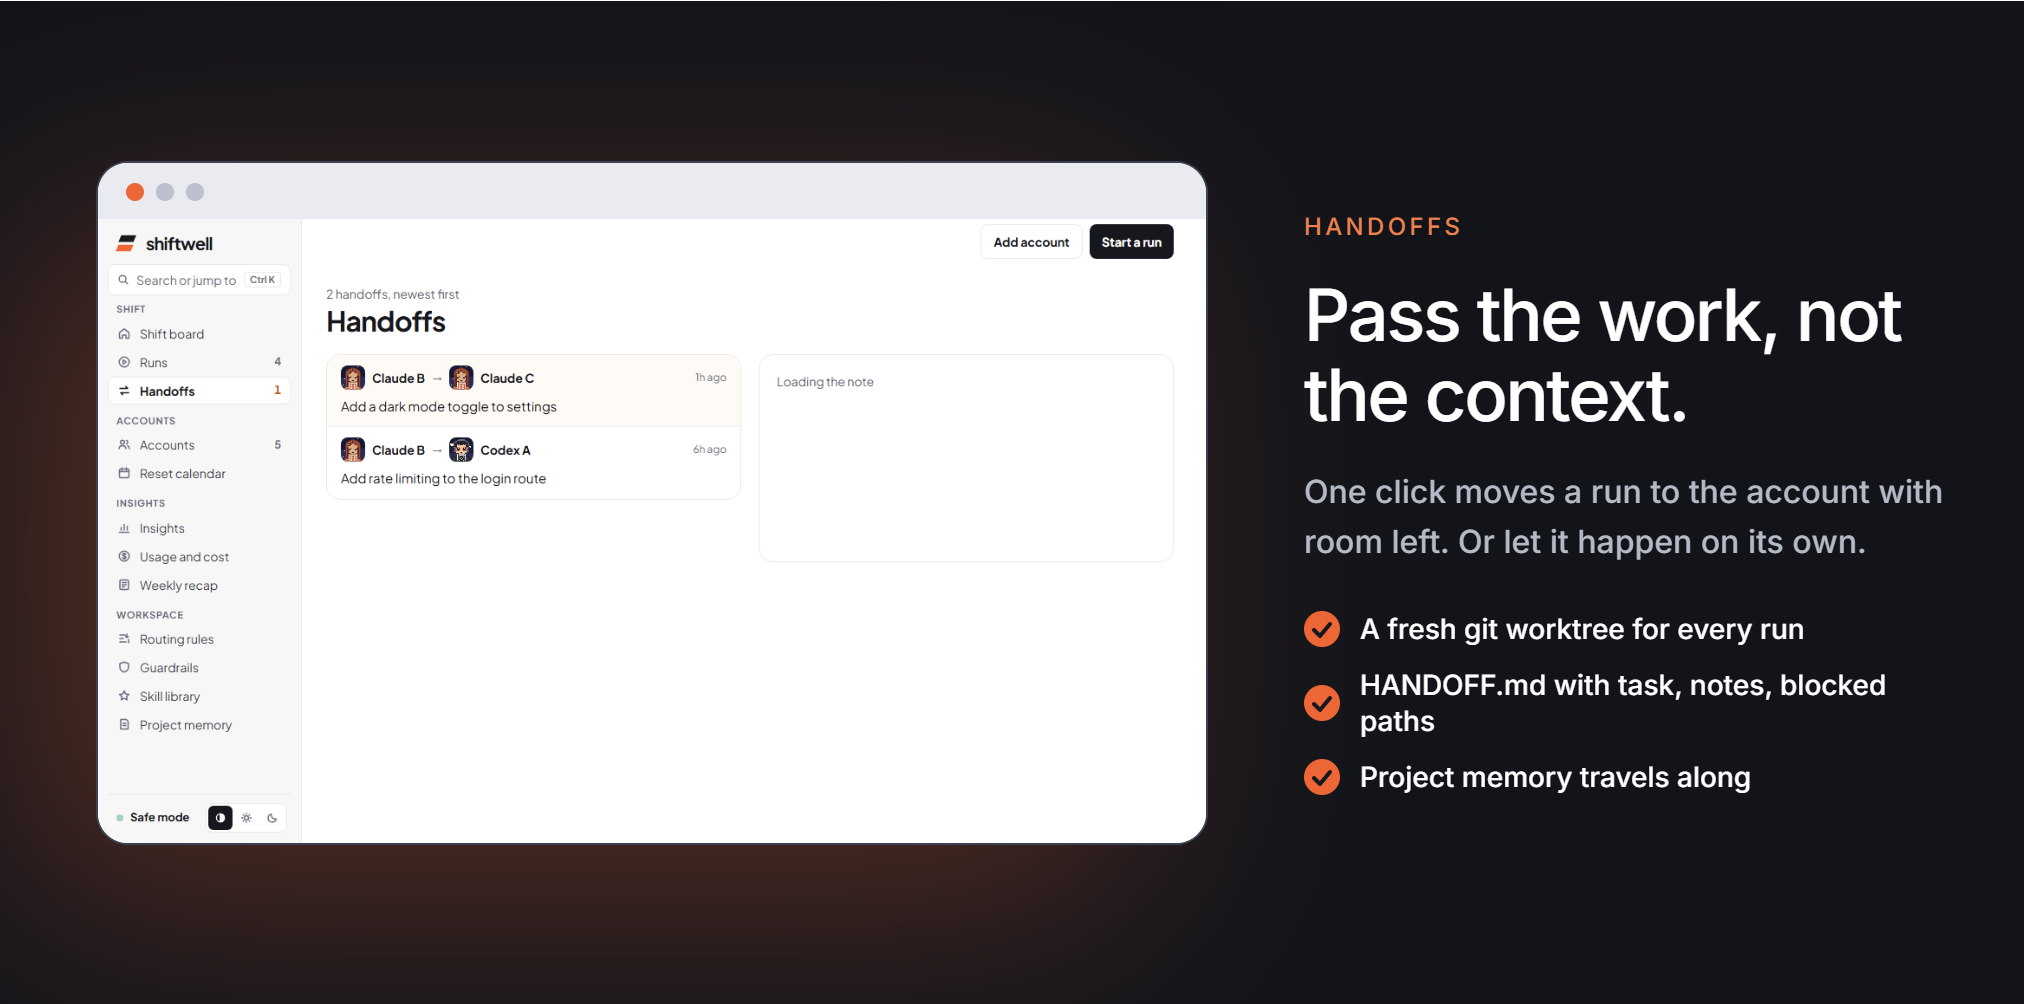 shiftwell
Search or jump to
Ctrl K
SHIFT
Shift board
Runs 4
Handoffs 1
ACCOUNTS
Accounts 5
Reset calendar
INSIGHTS
Insights
Usage and cost
Weekly recap
WORKSPACE
Routing rules
Guardrails
Skill library
Project memory
Safe mode
Add account
Start a run
2 handoffs, newest first
Handoffs
Claude B → Claude C 1h ago
Add a dark mode toggle to settings
Claude B → Codex A 6h ago
Add rate limiting to the login route
Loading the note
HANDOFFS
Pass the work, not
the context.
One click moves a run to the account with
room left. Or let it happen on its own.
A fresh git worktree for every run
HANDOFF.md with task, notes, blocked
paths
Project memory travels along